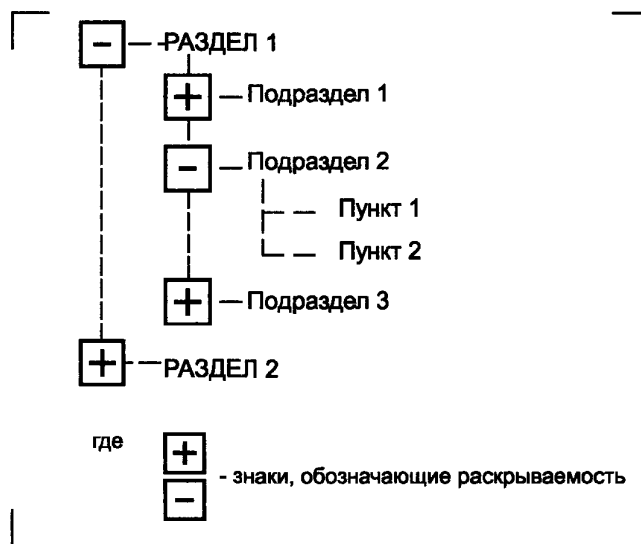 - РАЗДЕЛ 1
+ Подраздел 1
- Подраздел 2
Пункт 1
Пункт 2
+ Подраздел 3
+ РАЗДЕЛ 2
где
+
- - знаки, обозначающие раскрываемость